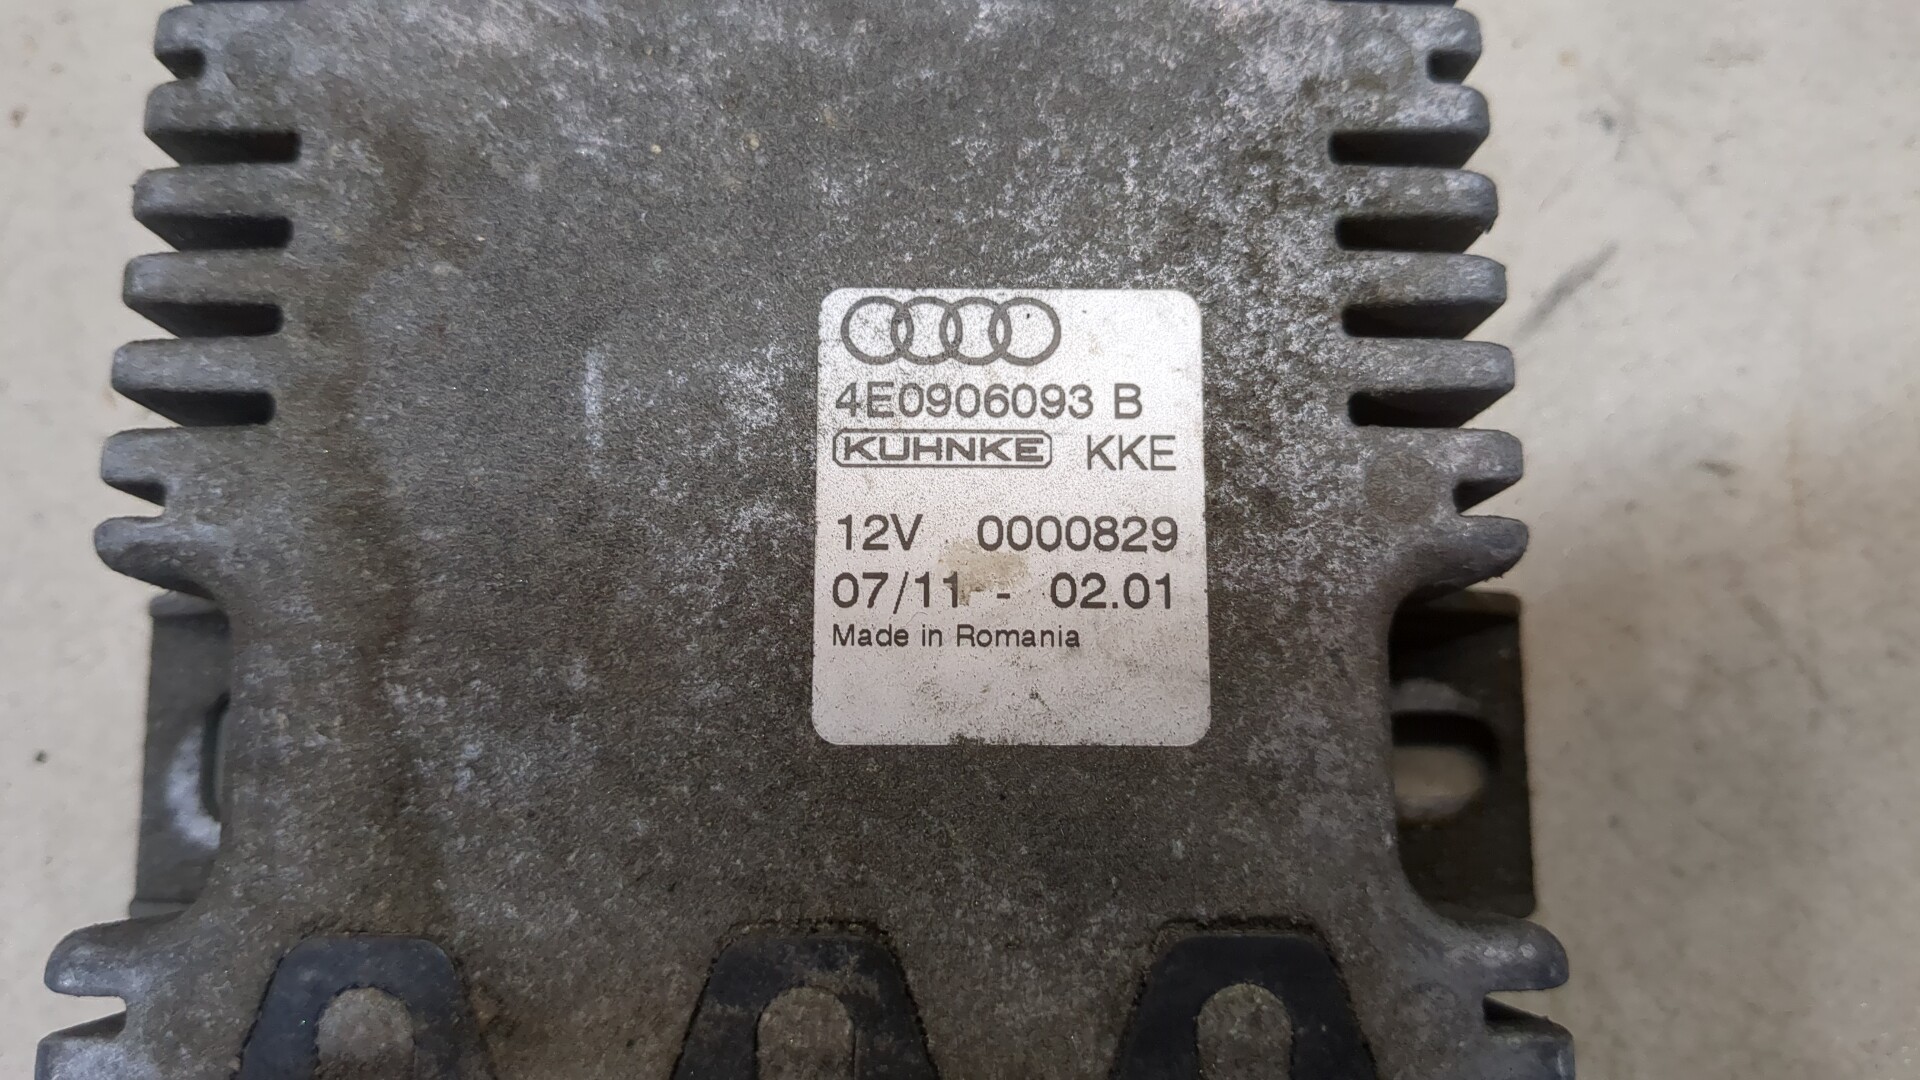 4E0906093 B
KUHNKE KKE
12V 0000829
07/11 - 02.01
Made in Romania